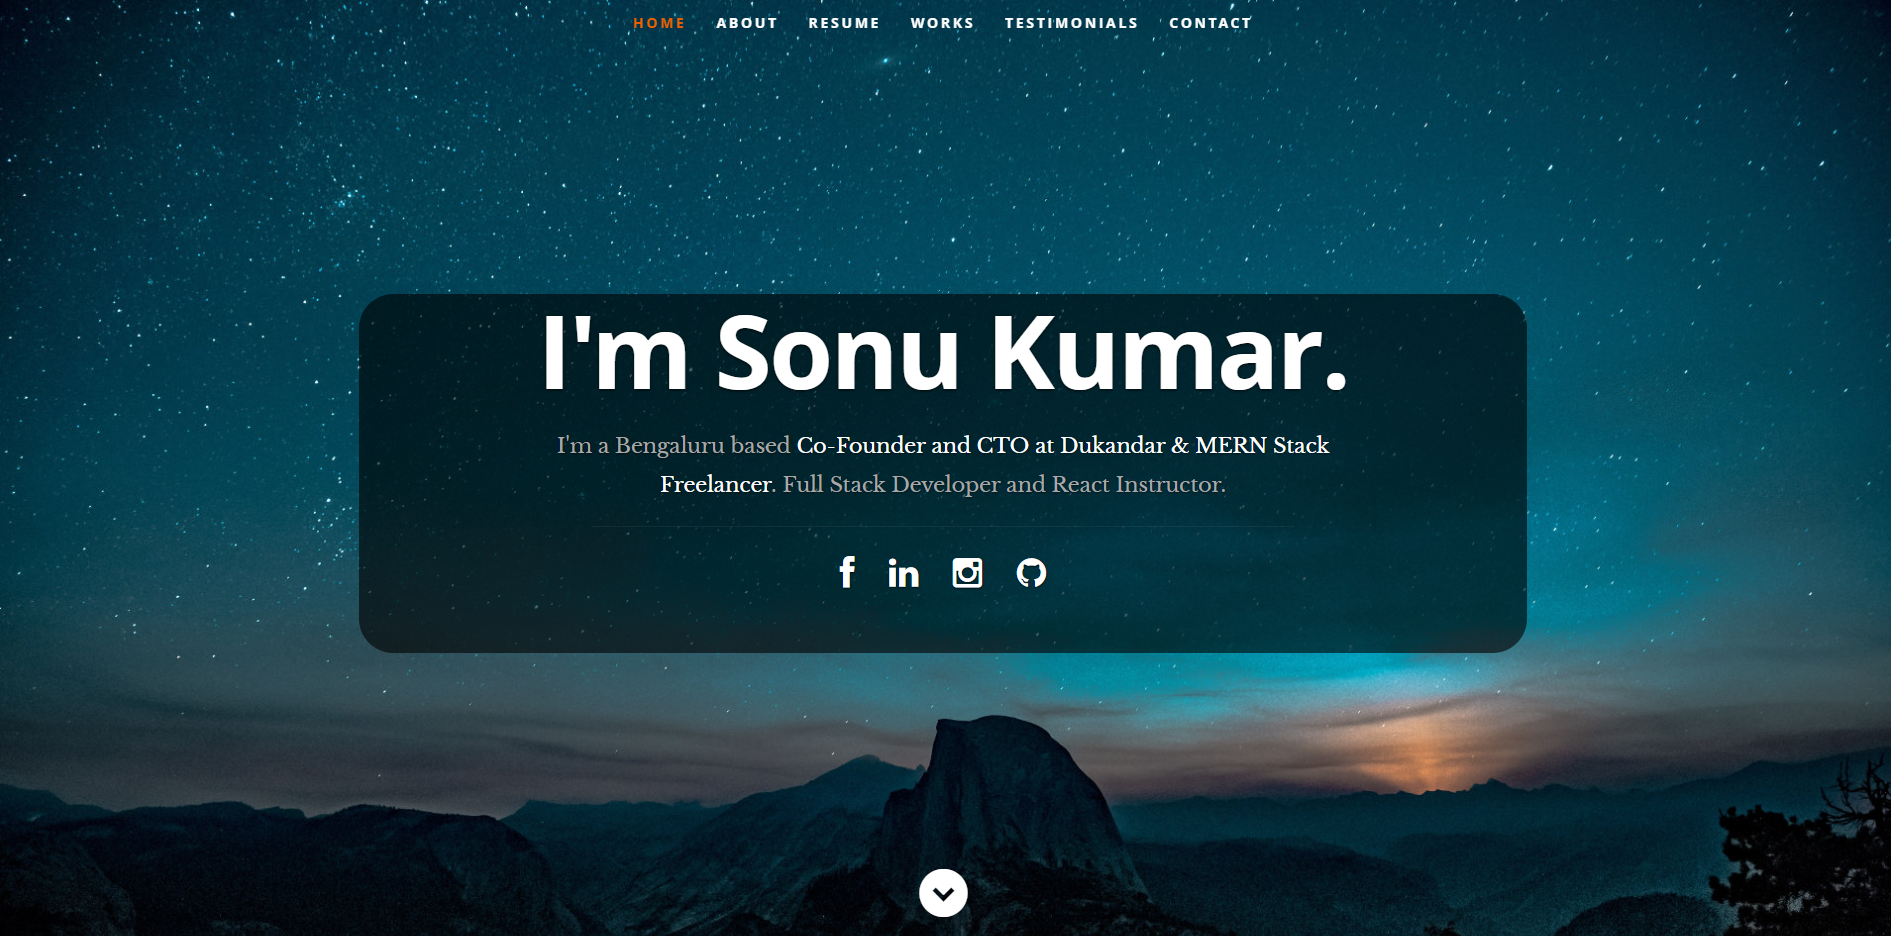 HOME ABOUT RESUME WORKS TESTIMONIALS CONTACT
I'm Sonu Kumar.
I'm a Bengaluru based Co-Founder and CTO at Dukandar & MERN Stack
Freelancer. Full Stack Developer and React Instructor.